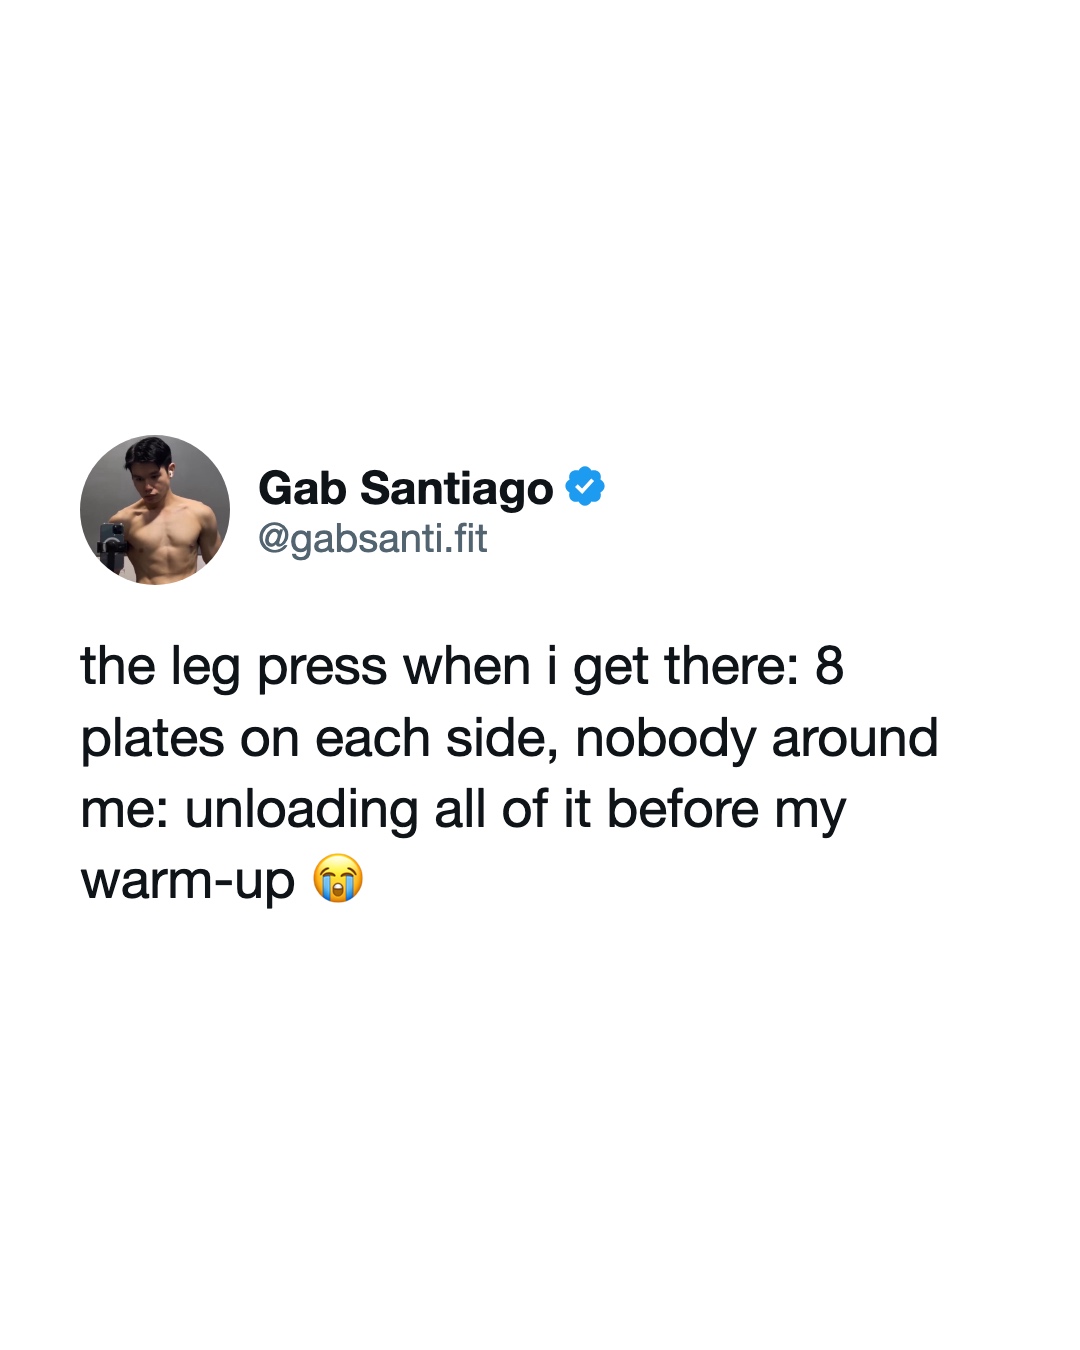 Gab Santiago
@gabsanti.fit
the leg press when i get there: 8
plates on each side, nobody around
me: unloading all of it before my
warm-up 😭